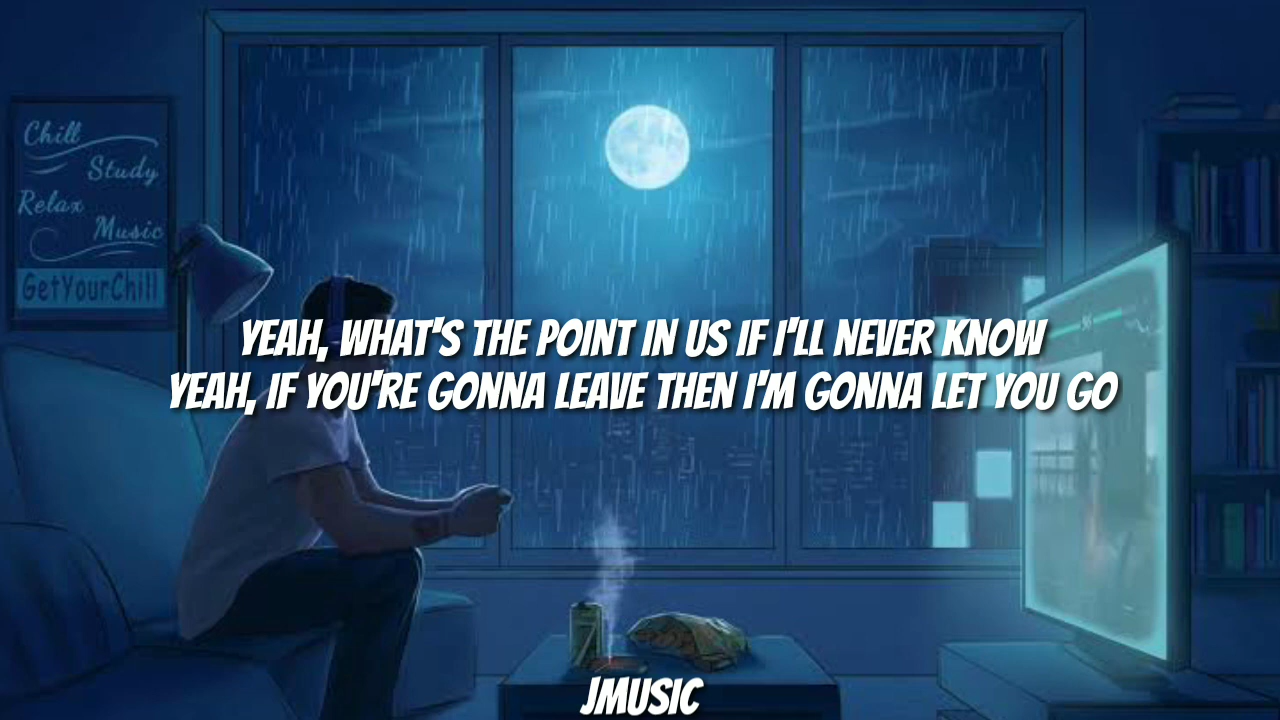 Chill
Study
Relax
Music
GetYourChill
YEAH, WHAT'S THE POINT IN US IF I'LL NEVER KNOW
YEAH, IF YOU'RE GONNA LEAVE THEN I'M GONNA LET YOU GO
JMUSIC